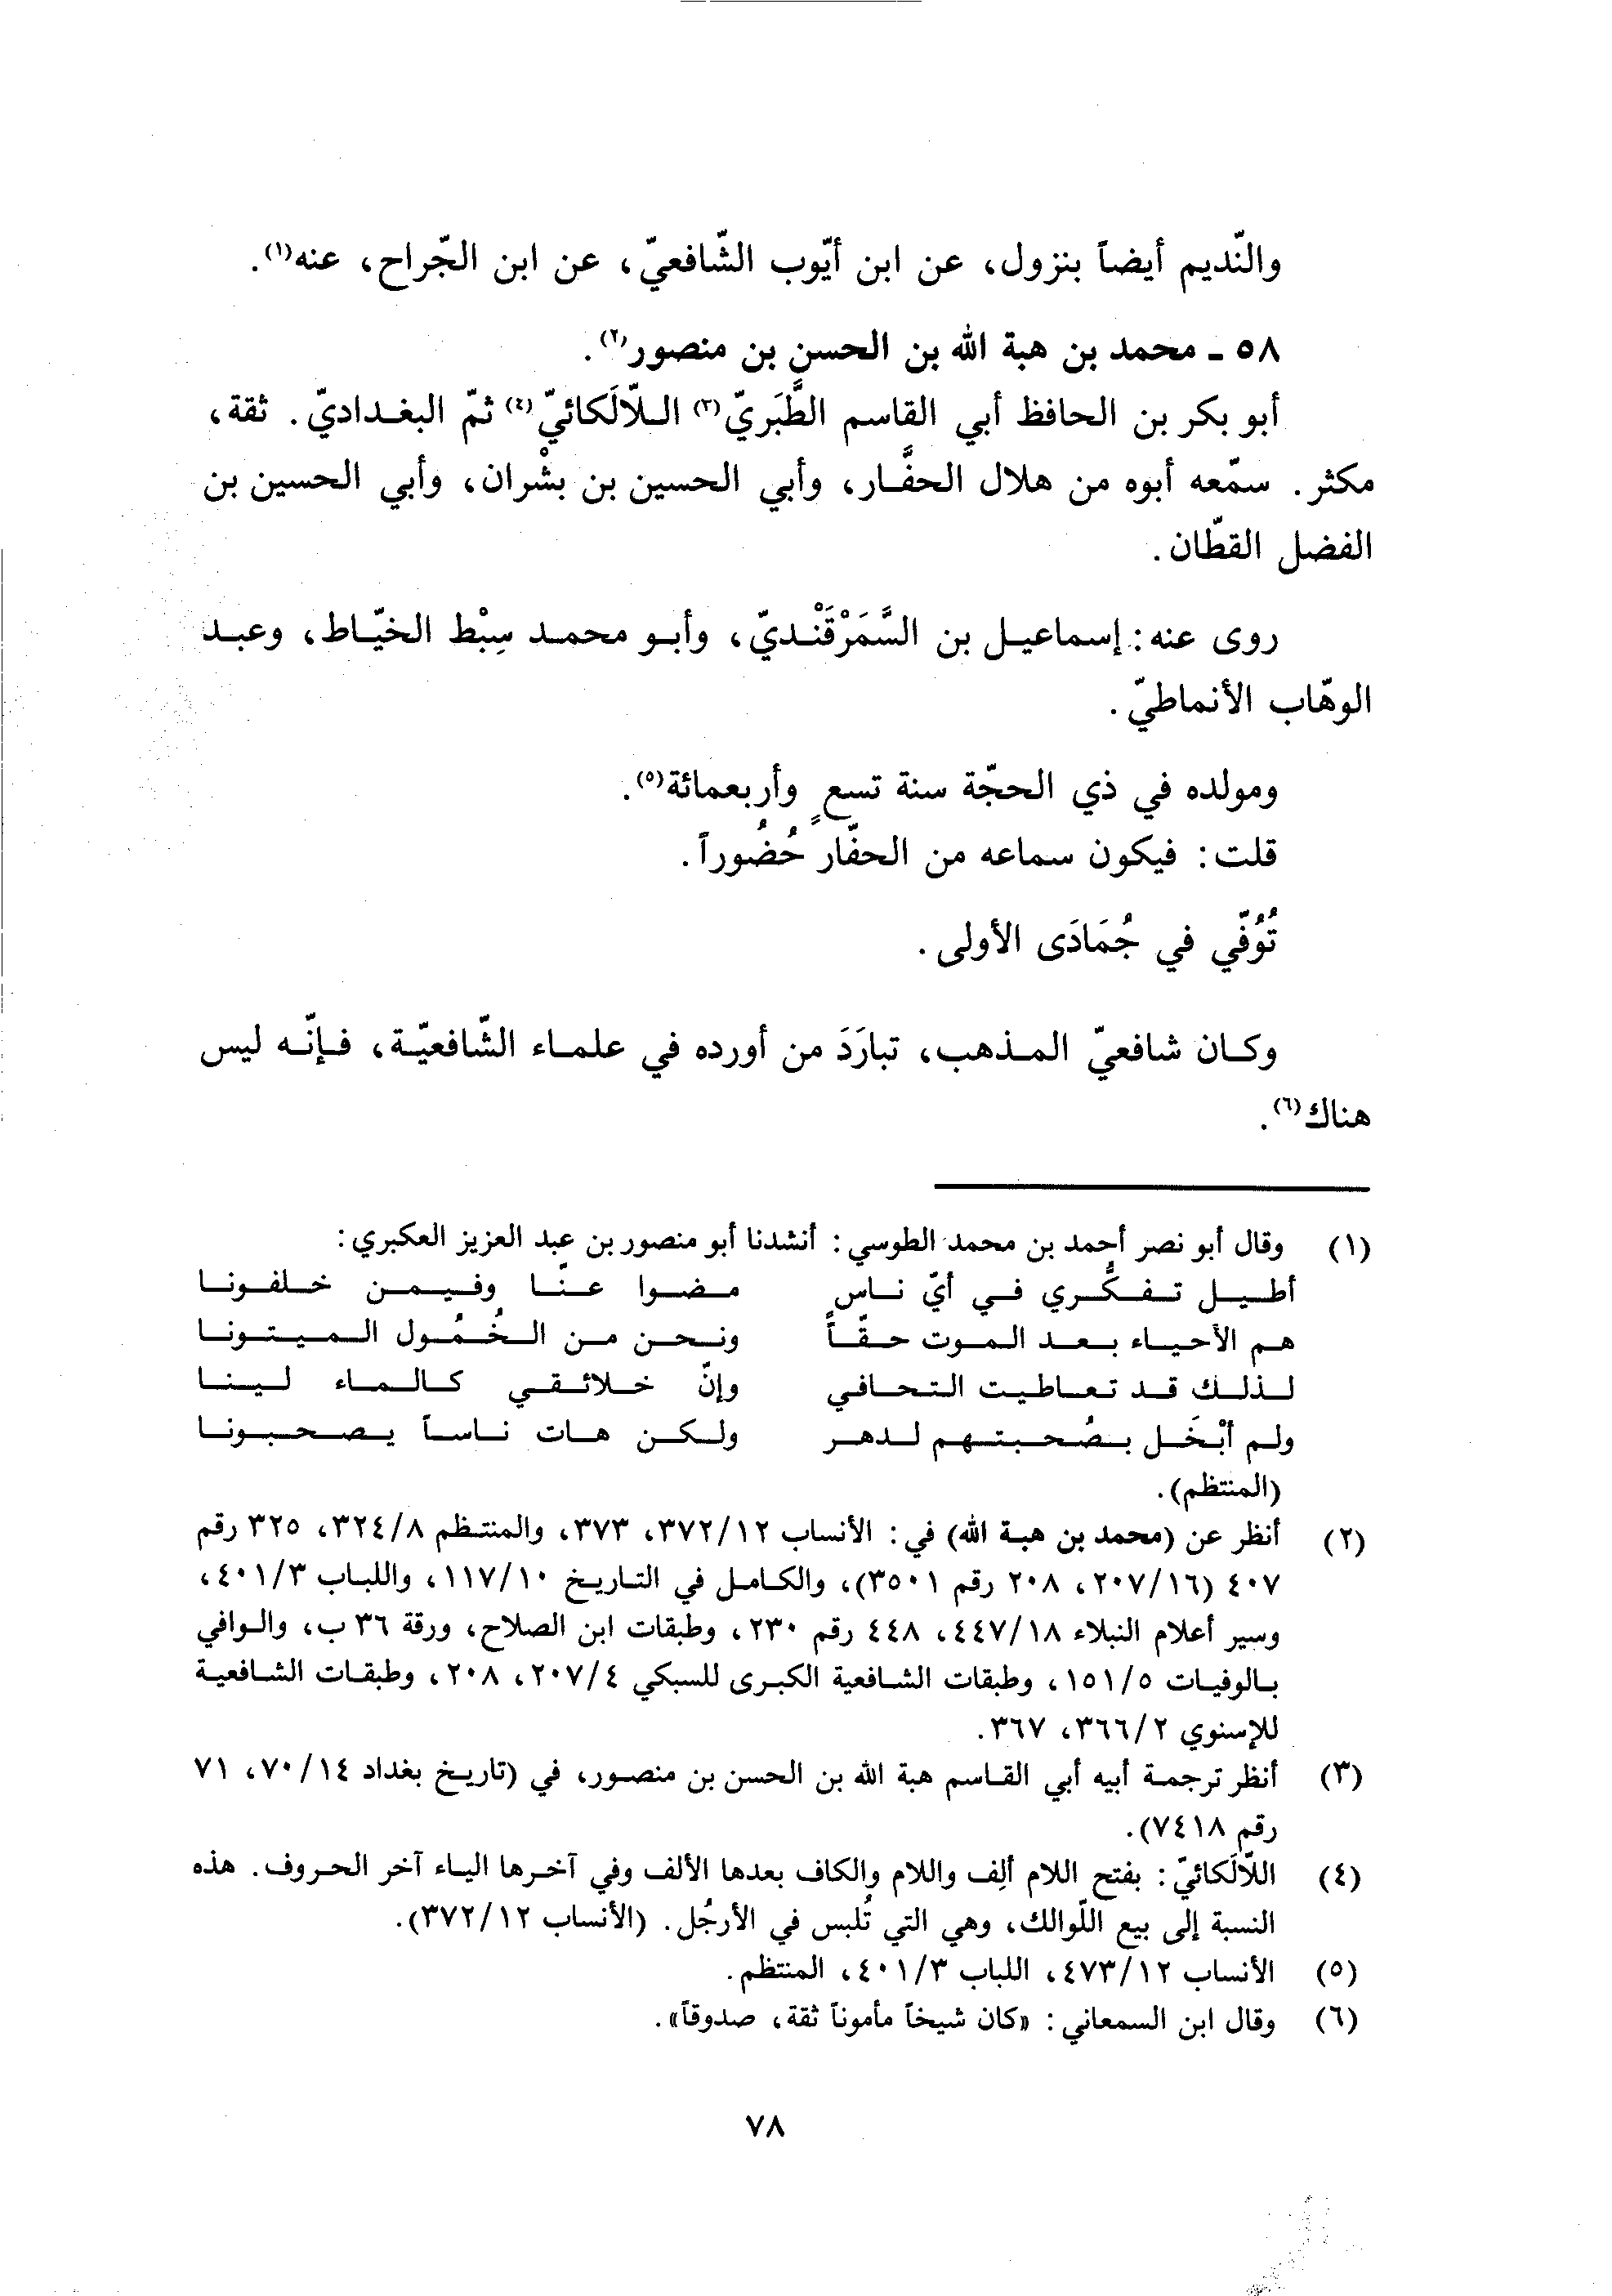 والنّديم أيضاً بنزول، عن ابن أيّوب الشّافعيّ، عن ابن الجّراح، عنه(١).
٥٨ - محمد بن هبة الله بن الحسن بن منصور(٢).
أبو بكر بن الحافظ أبي القاسم الطَّبَريّ(٣) اللّالَكائيّ(٤) ثمّ البغداديّ. ثقة،
مكثر. سمّعه أبوه من هلال الحفَّار، وأبي الحسين بن بشْران، وأبي الحسين بن
الفضل القطّان.
روى عنه: إسماعيل بن السَّمَرْقَنْديّ، وأبو محمد سِبْط الخيّاط، وعبد
الوهّاب الأنماطيّ.
ومولده في ذي الحجّة سنة تسعٍ وأربعمائة(٥).
قلت: فيكون سماعه من الحفّار حُضُوراً.
تُوُفّي في جُمَادَى الأولى.
وكان شافعيّ المذهب، تبارَدَ من أورده في علماء الشّافعيّة، فإنّه ليس
هناك(٦).
(١) وقال أبو نصر أحمد بن محمد الطوسي: أنشدنا أبو منصور بن عبد العزيز العكبري:
أطيل تفكُّري في أيّ ناس مضوا عنّا وفيمن خلفونا
هم الأحياء بعد الموت حقّاً ونحن من الخُمُول الميتونا
لذلك قد تعاطيت التحافي وإنّ خلائقي كالماء لينا
ولم أبْخَل بصُحبتهم لدهر ولكن هات ناساً يصحبونا
(المنتظم).
(٢) أنظر عن (محمد بن هبة الله) في: الأنساب ٣٧٢/١٢، ٣٧٣، والمنتظم ٣٢٤/٨، ٣٢٥ رقم
٤٠٧ (٢٠٧/١٦، ٢٠٨ رقم ٣٥٠١)، والكامل في التاريخ ١١٧/١٠، واللباب ٤٠١/٣،
وسير أعلام النبلاء ٤٤٧/١٨، ٤٤٨ رقم ٢٣٠، وطبقات ابن الصلاح، ورقة ٣٦ ب، والوافي
بالوفيات ١٥١/٥، وطبقات الشافعية الكبرى للسبكي ٢٠٧/٤، ٢٠٨، وطبقات الشافعية
للإسنوي ٣٦٦/٢، ٣٦٧.
(٣) أنظر ترجمة أبيه أبي القاسم هبة الله بن الحسن بن منصور، في (تاريخ بغداد ٧٠/١٤، ٧١
رقم ٧٤١٨).
(٤) اللّالَكائيّ: بفتح اللام ألِف واللام والكاف بعدها الألف وفي آخرها الياء آخر الحروف. هذه
النسبة إلى بيع اللّوالك، وهي التي تُلبس في الأرجُل. (الأنساب ٣٧٢/١٢).
(٥) الأنساب ٤٧٣/١٢، اللباب ٤٠١/٣، المنتظم.
(٦) وقال ابن السمعاني: «كان شيخاً مأموناً ثقة، صدوقاً».
٧٨